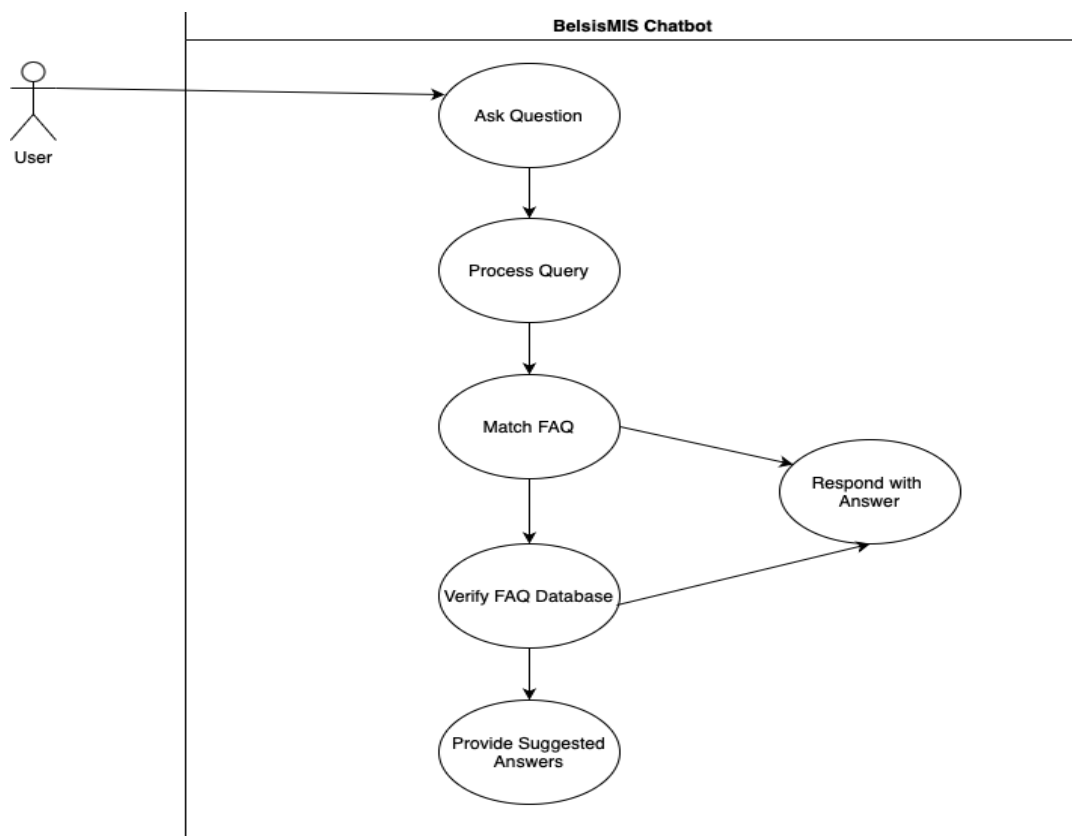 BelsisMIS Chatbot
User
Ask Question
Process Query
Match FAQ
Respond with
Answer
Verify FAQ Database
Provide Suggested
Answers